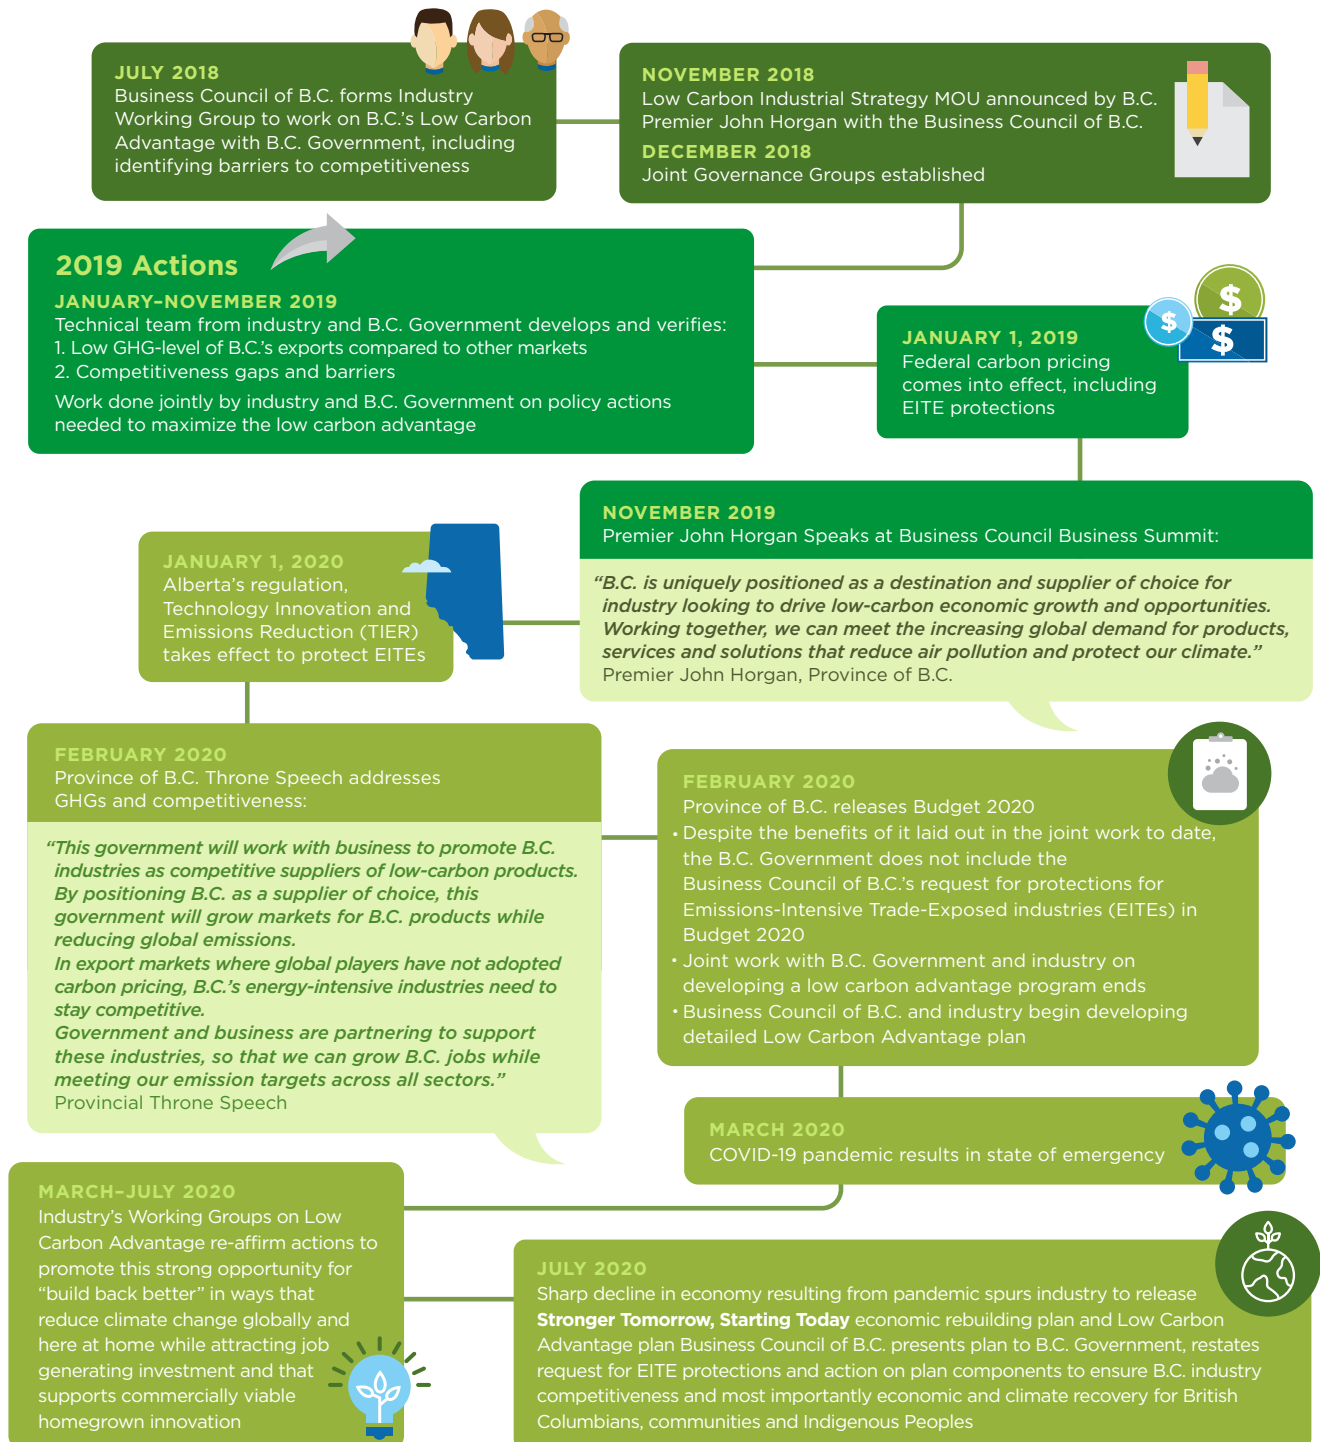 JULY 2018
Business Council of B.C. forms Industry
Working Group to work on B.C.’s Low Carbon
Advantage with B.C. Government, including
identifying barriers to competitiveness
NOVEMBER 2018
Low Carbon Industrial Strategy MOU announced by B.C.
Premier John Horgan with the Business Council of B.C.
DECEMBER 2018
Joint Governance Groups established
2019 Actions
JANUARY–NOVEMBER 2019
Technical team from industry and B.C. Government develops and verifies:
1. Low GHG-level of B.C.’s exports compared to other markets
2. Competitiveness gaps and barriers
Work done jointly by industry and B.C. Government on policy actions
needed to maximize the low carbon advantage
JANUARY 1, 2019
Federal carbon pricing
comes into effect, including
EITE protections
$
$
$
NOVEMBER 2019
Premier John Horgan Speaks at Business Council Business Summit:
“B.C. is uniquely positioned as a destination and supplier of choice for
industry looking to drive low-carbon economic growth and opportunities.
Working together, we can meet the increasing global demand for products,
services and solutions that reduce air pollution and protect our climate.”
Premier John Horgan, Province of B.C.
JANUARY 1, 2020
Alberta’s regulation,
Technology Innovation and
Emissions Reduction (TIER)
takes effect to protect EITEs
FEBRUARY 2020
Province of B.C. Throne Speech addresses
GHGs and competitiveness:
“This government will work with business to promote B.C.
industries as competitive suppliers of low-carbon products.
By positioning B.C. as a supplier of choice, this
government will grow markets for B.C. products while
reducing global emissions.
In export markets where global players have not adopted
carbon pricing, B.C.’s energy-intensive industries need to
stay competitive.
Government and business are partnering to support
these industries, so that we can grow B.C. jobs while
meeting our emission targets across all sectors.”
Provincial Throne Speech
FEBRUARY 2020
Province of B.C. releases Budget 2020
• Despite the benefits of it laid out in the joint work to date,
the B.C. Government does not include the
Business Council of B.C.’s request for protections for
Emissions-Intensive Trade-Exposed industries (EITEs) in
Budget 2020
• Joint work with B.C. Government and industry on
developing a low carbon advantage program ends
• Business Council of B.C. and industry begin developing
detailed Low Carbon Advantage plan
MARCH 2020
COVID-19 pandemic results in state of emergency
MARCH–JULY 2020
Industry’s Working Groups on Low
Carbon Advantage re-affirm actions to
promote this strong opportunity for
“build back better” in ways that
reduce climate change globally and
here at home while attracting job
generating investment and that
supports commercially viable
homegrown innovation
JULY 2020
Sharp decline in economy resulting from pandemic spurs industry to release
Stronger Tomorrow, Starting Today economic rebuilding plan and Low Carbon
Advantage plan Business Council of B.C. presents plan to B.C. Government, restates
request for EITE protections and action on plan components to ensure B.C. industry
competitiveness and most importantly economic and climate recovery for British
Columbians, communities and Indigenous Peoples